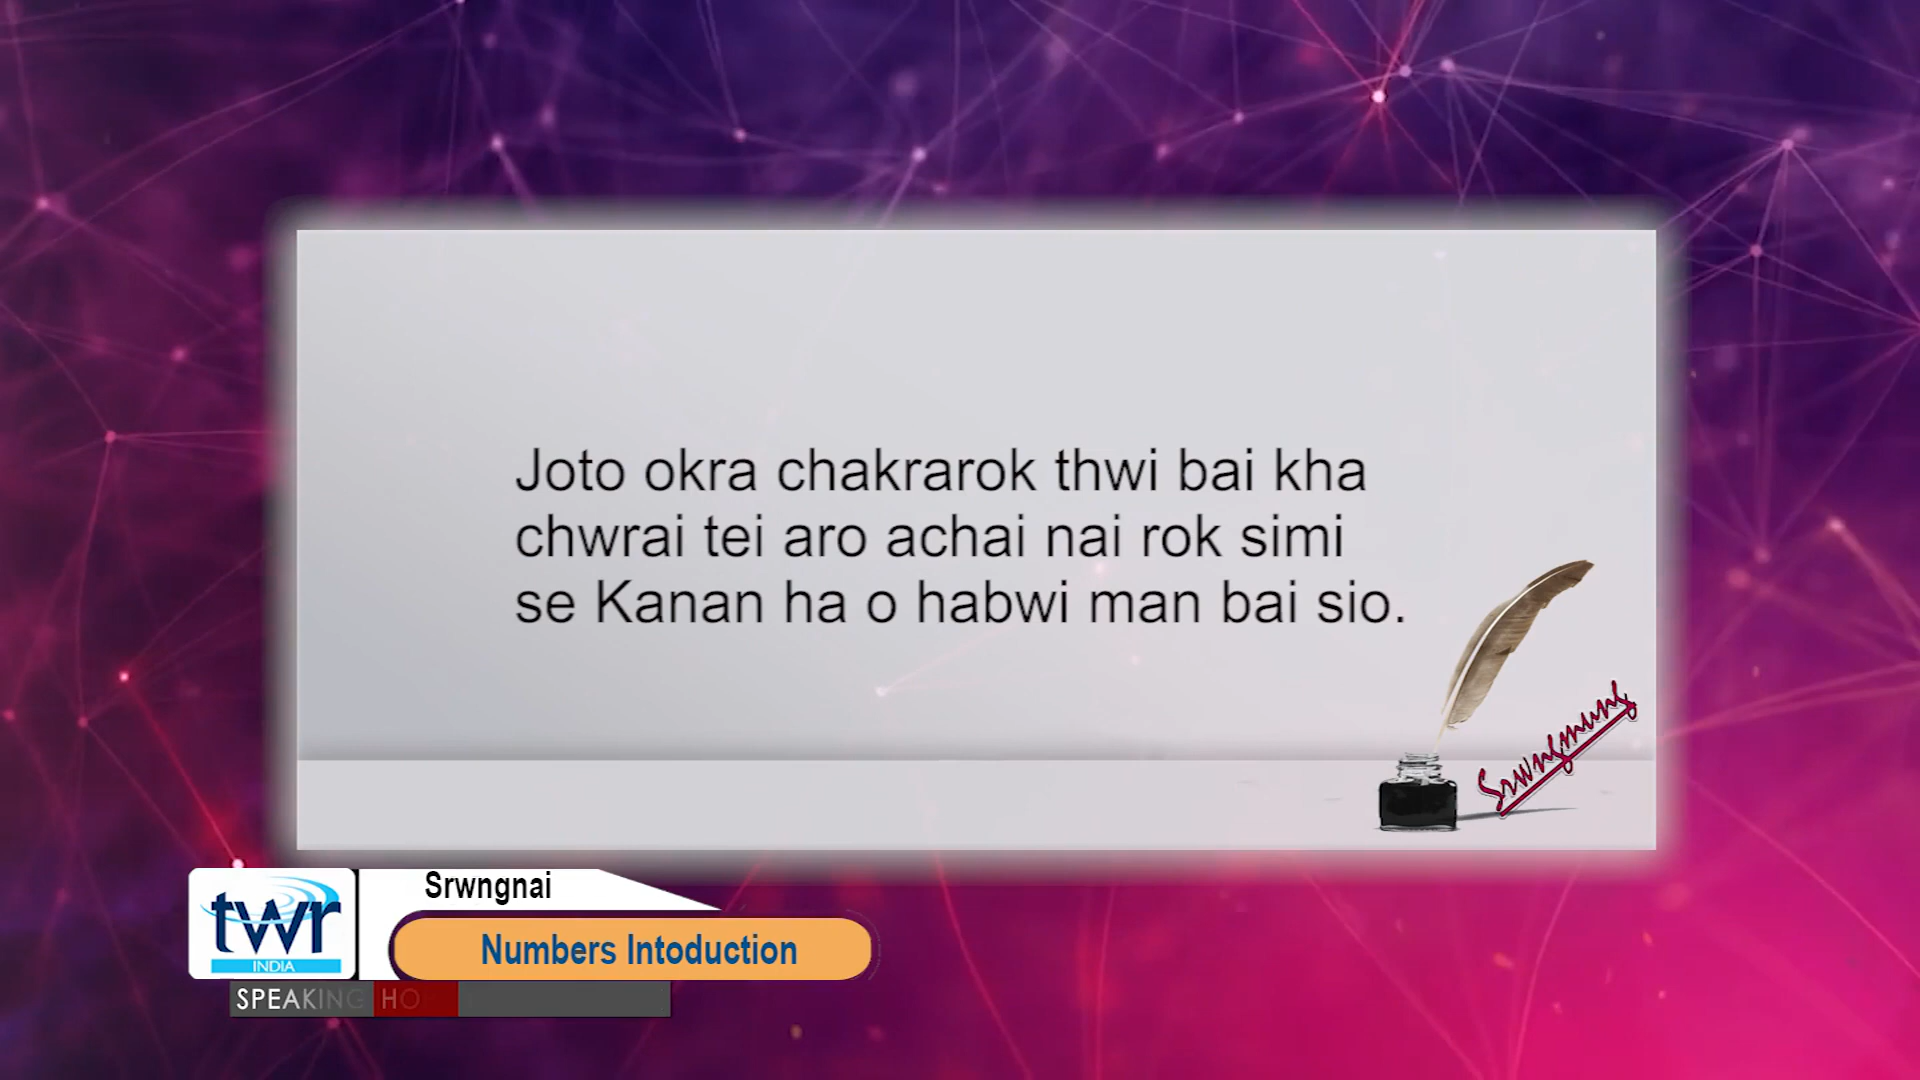 Joto okra chakrarok thwi bai kha
chwrai tei aro achai nai rok simi
se Kanan ha o habwi man bai sio.
Srwngmung
twr
INDIA
Srwngnai
Numbers Intoduction
SPEAKING HO